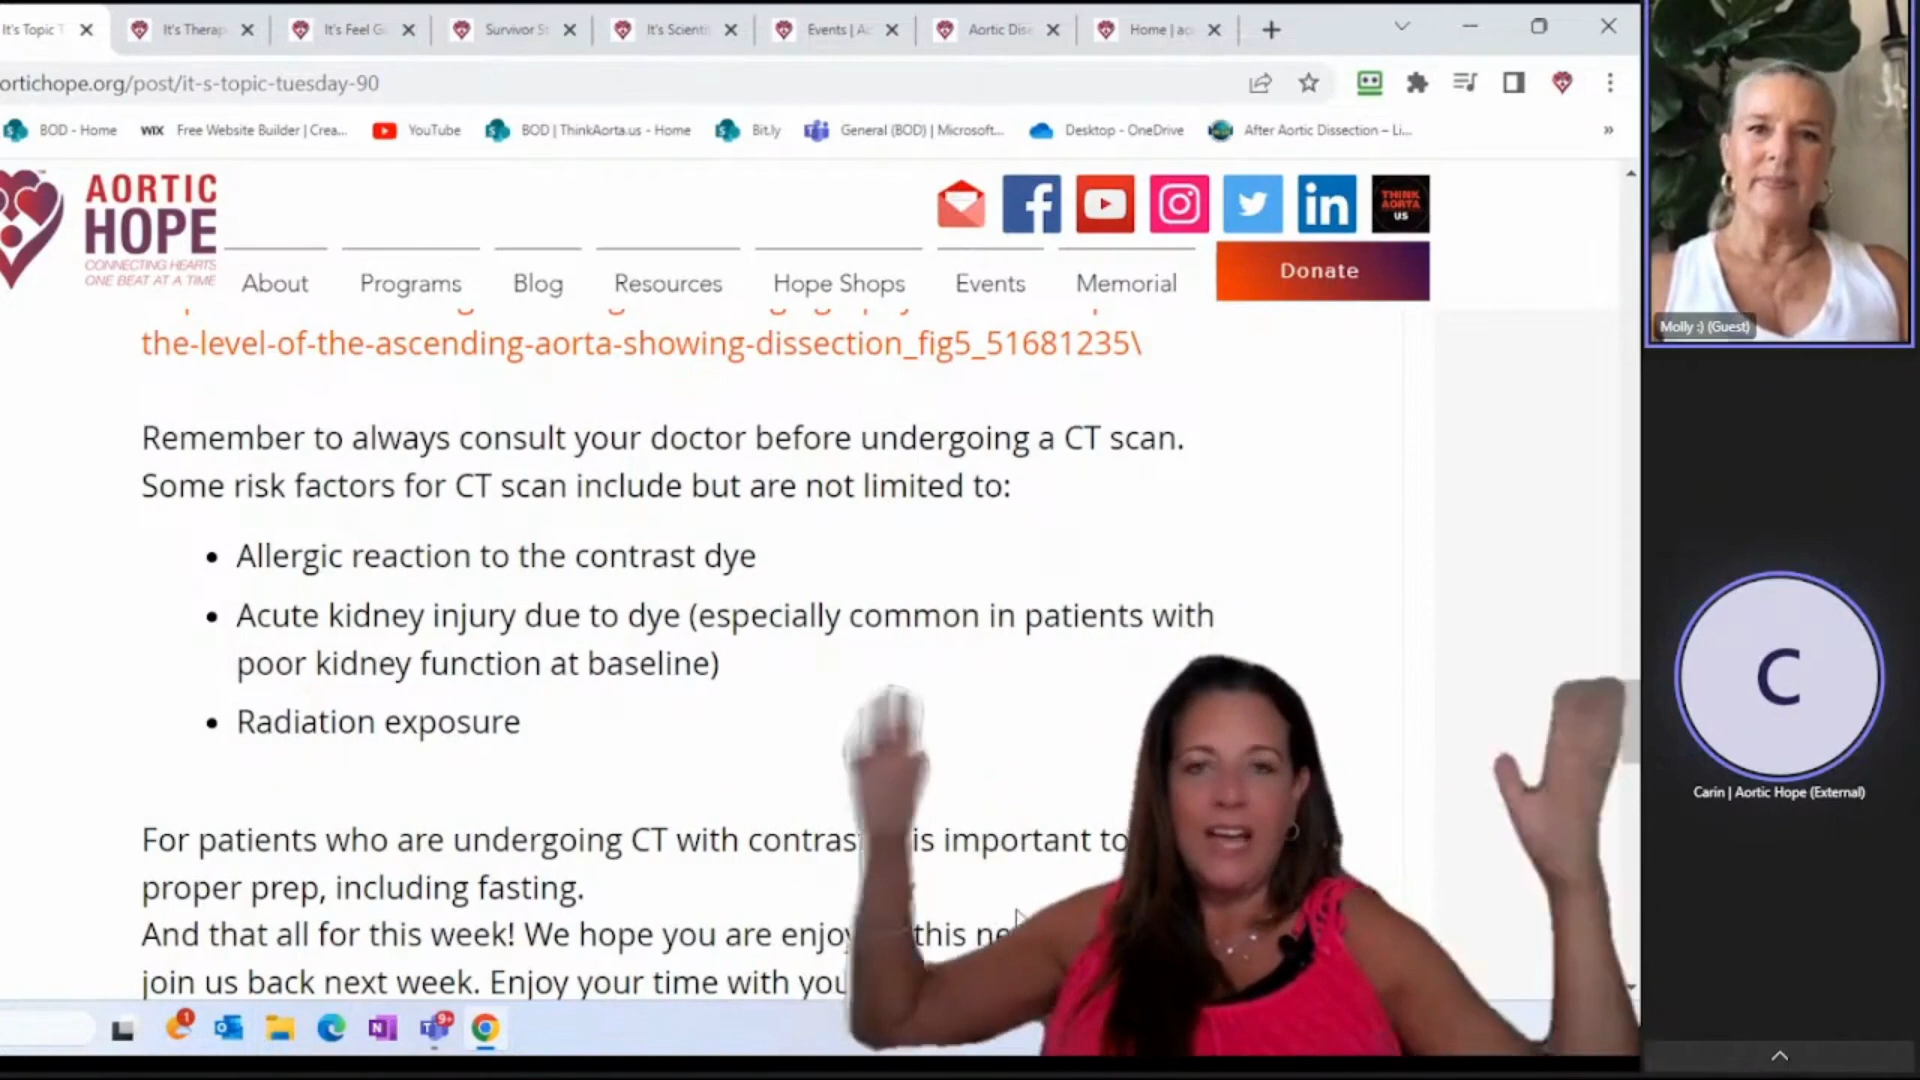 It's Topic T
It's Therap
It's Feel G
Survivor St
It's Scienti
Events | Ao
Aortic Diss
Home | ao
ortichope.org/post/it-s-topic-tuesday-90
BOD - Home
WIX
Free Website Builder | Crea...
YouTube
BOD | ThinkAorta.us - Home
Bit.ly
General (BOD) | Microsoft...
Desktop - OneDrive
After Aortic Dissection – Li...
AORTIC
HOPE
CONNECTING HEARTS
ONE BEAT AT A TIME
THINK
AORTA
US
About
Programs
Blog
Resources
Hope Shops
Events
Memorial
Donate
the-level-of-the-ascending-aorta-showing-dissection_fig5_51681235\
Remember to always consult your doctor before undergoing a CT scan.
Some risk factors for CT scan include but are not limited to:
• Allergic reaction to the contrast dye
• Acute kidney injury due to dye (especially common in patients with
poor kidney function at baseline)
• Radiation exposure
For patients who are undergoing CT with contras is important to
proper prep, including fasting.
And that all for this week! We hope you are enjoy this ne
join us back next week. Enjoy your time with you
1
9+
Molly :) (Guest)
C
Carin | Aortic Hope (External)